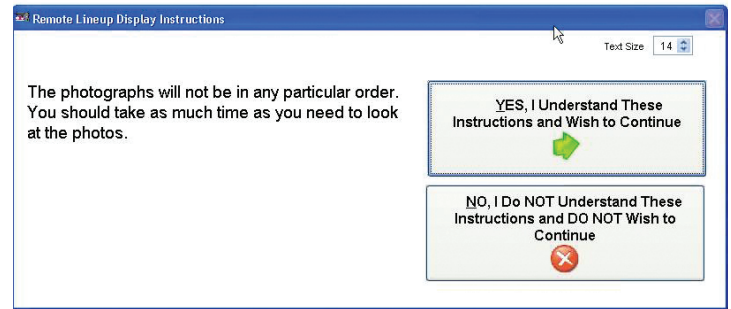 Remote Lineup Display Instructions
Text Size 14
The photographs will not be in any particular order.
You should take as much time as you need to look
at the photos.
YES, I Understand These
Instructions and Wish to Continue
NO, I Do NOT Understand These
Instructions and DO NOT Wish to
Continue